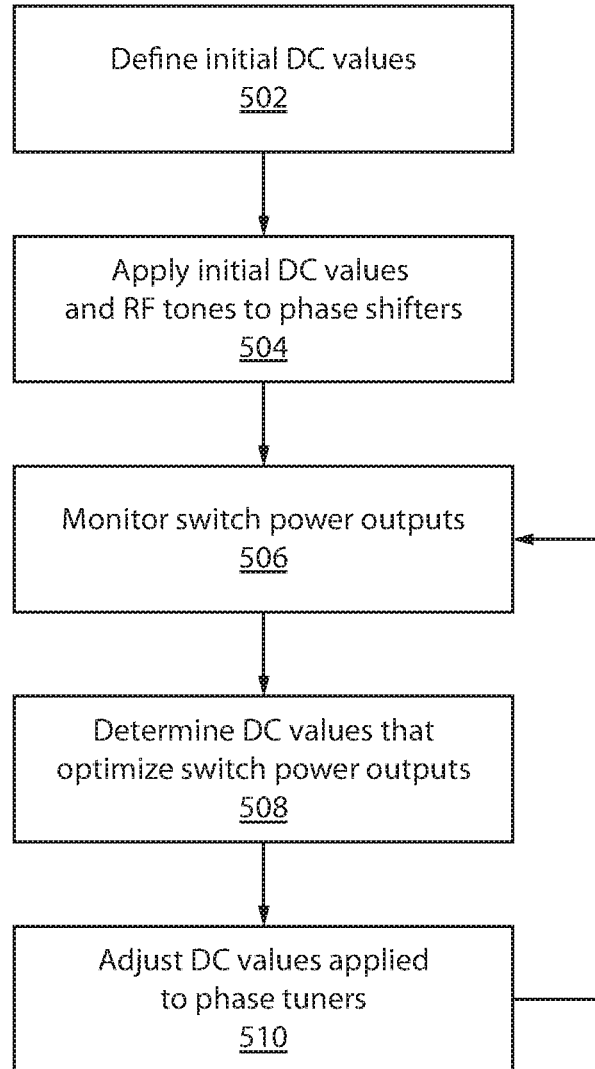 Define initial DC values
502
Apply initial DC values
and RF tones to phase shifters
504
Monitor switch power outputs
506
Determine DC values that
optimize switch power outputs
508
Adjust DC values applied
to phase tuners
510